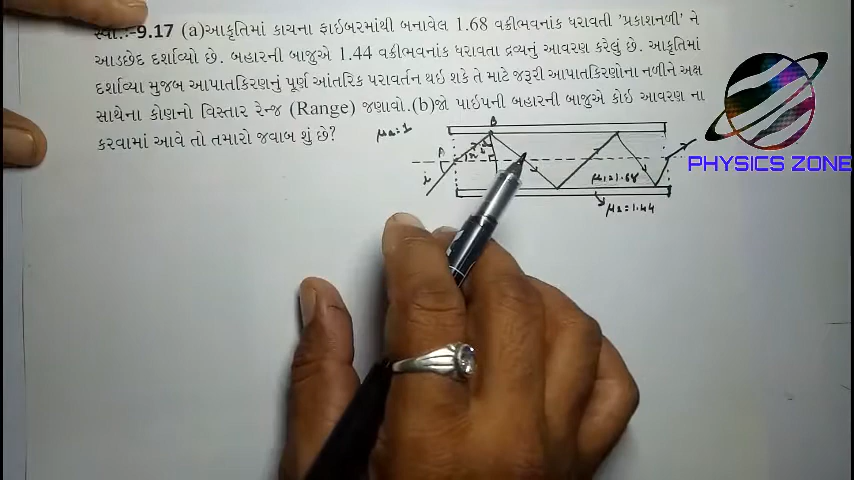 સ્વા.:-9.17 (a)આકૃતિમાં કાચના ફાઇબરમાંથી બનાવેલ 1.68 વક્રીભવનાંક ધરાવતી 'પ્રકાશનળી' ને
આડછેદ દર્શાવ્યો છે. બહારની બાજુએ 1.44 વક્રીભવનાંક ધરાવતા દ્રવ્યનું આવરણ કરેલું છે. આકૃતિમાં
દર્શાવ્યા મુજબ આપાતકિરણનું પૂર્ણ આંતરિક પરાવર્તન થઇ શકે તે માટે જરૂરી આપાતકિરણોના નળીને અક્ષ
સાથેના કોણનો વિસ્તાર રેન્જ (Range) જણાવો.(b)જો પાઇપની બહારની બાજુએ કોઇ આવરણ ના
કરવામાં આવે તો તમારો જવાબ શું છે?
μa=1
B
A
i
r
μ1=1.68
μ2=1.44
PHYSICS ZONE